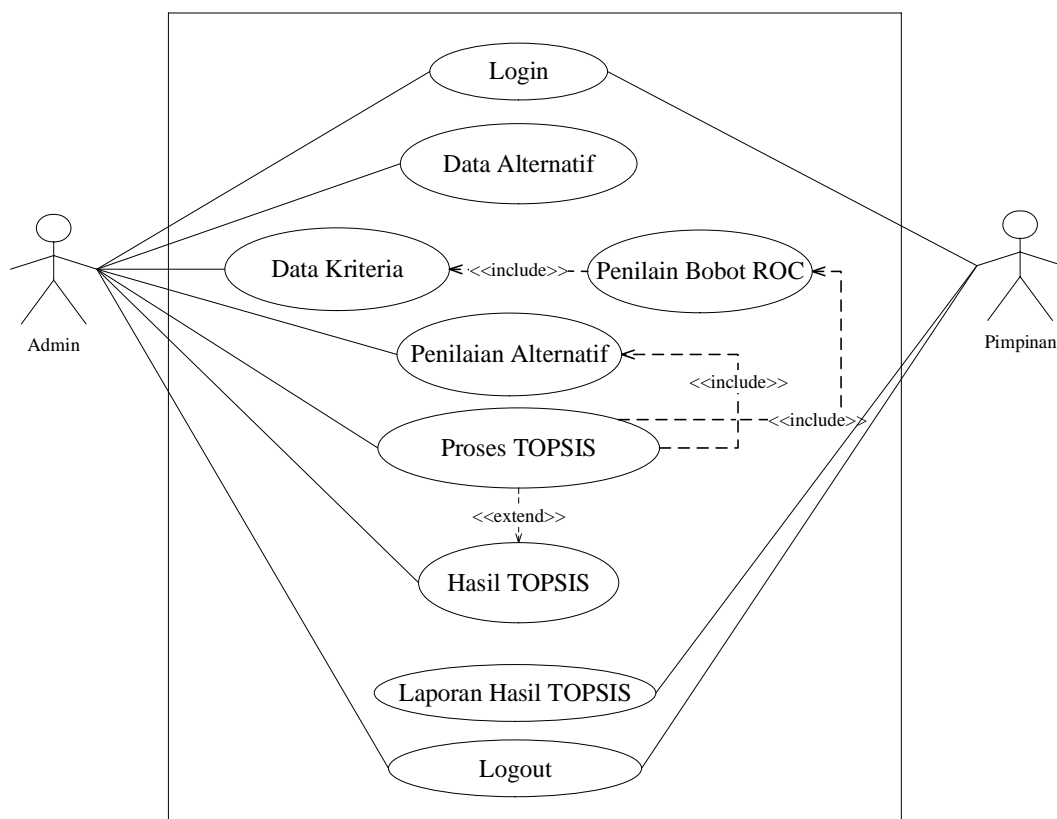 Login
Data Alternatif
Data Kriteria
<<include>>
Penilain Bobot ROC
Admin
Pimpinan
Penilaian Alternatif
<<include>>
<<include>>
Proses TOPSIS
<<extend>>
Hasil TOPSIS
Laporan Hasil TOPSIS
Logout